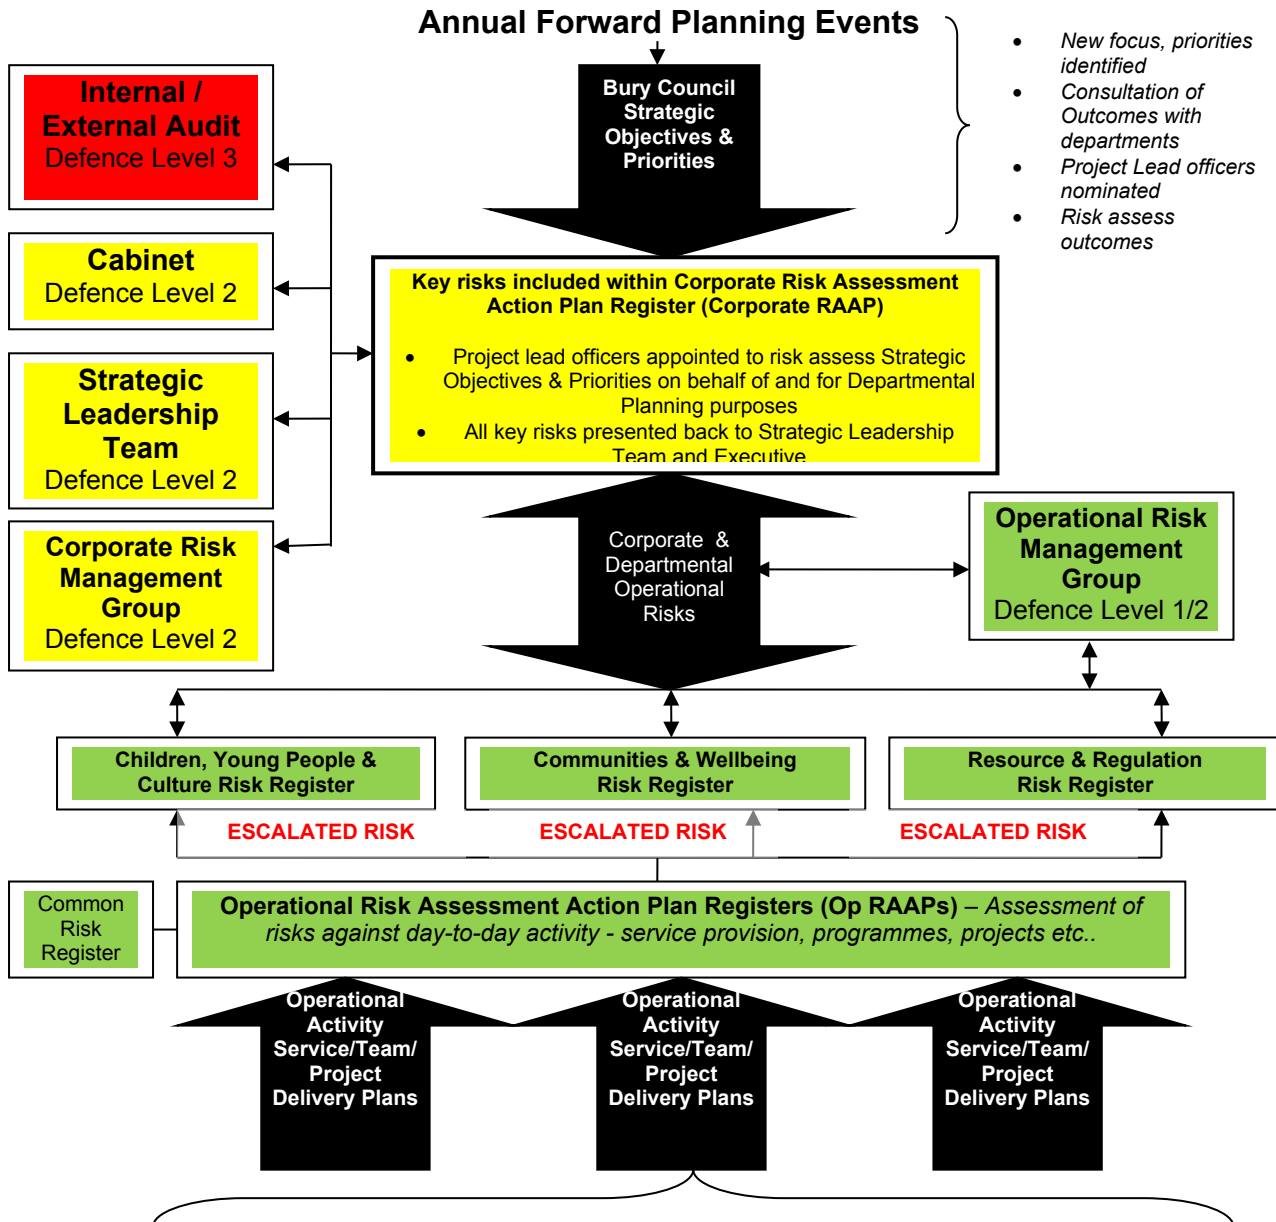 Annual Forward Planning Events
• New focus, priorities
identified
• Consultation of
Outcomes with
departments
• Project Lead officers
nominated
• Risk assess
outcomes
Bury Council
Strategic
Objectives &
Priorities
Internal /
External Audit
Defence Level 3
Cabinet
Defence Level 2
Strategic
Leadership
Team
Defence Level 2
Corporate Risk
Management
Group
Defence Level 2
Key risks included within Corporate Risk Assessment
Action Plan Register (Corporate RAAP)
• Project lead officers appointed to risk assess Strategic
Objectives & Priorities on behalf of and for Departmental
Planning purposes
• All key risks presented back to Strategic Leadership
Team and Executive
Corporate &
Departmental
Operational
Risks
Operational Risk
Management
Group
Defence Level 1/2
Children, Young People &
Culture Risk Register
Communities & Wellbeing
Risk Register
Resource & Regulation
Risk Register
ESCALATED RISK
ESCALATED RISK
ESCALATED RISK
Common
Risk
Register
Operational Risk Assessment Action Plan Registers (Op RAAPs) – Assessment of
risks against day-to-day activity - service provision, programmes, projects etc..
Operational
Activity
Service/Team/
Project
Delivery Plans
Operational
Activity
Service/Team/
Project
Delivery Plans
Operational
Activity
Service/Team/
Project
Delivery Plans